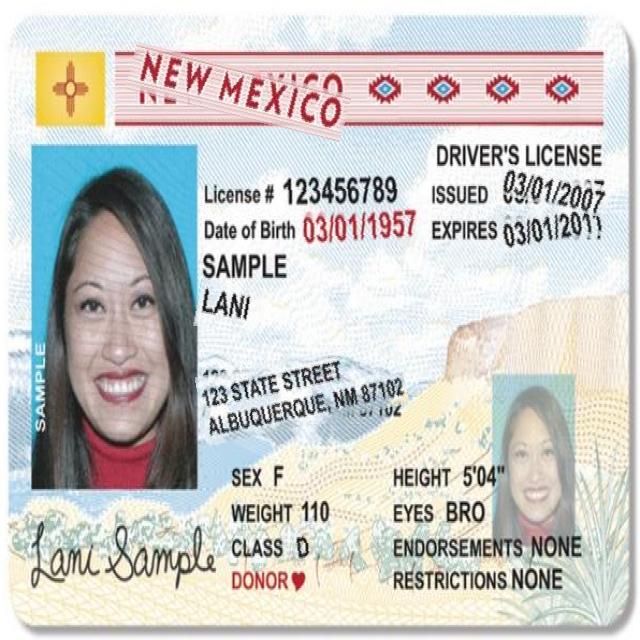 NEW MEXICO
DRIVER'S LICENSE
License # 123456789
ISSUED 03/01/2007
Date of Birth 03/01/1957
EXPIRES 03/01/2011
SAMPLE
LANI
123 STATE STREET
ALBUQUERQUE, NM 87102
SAMPLE
SEX F
HEIGHT 5'04"
WEIGHT 110
EYES BRO
CLASS D
ENDORSEMENTS NONE
DONOR
RESTRICTIONS NONE
Lani Sample